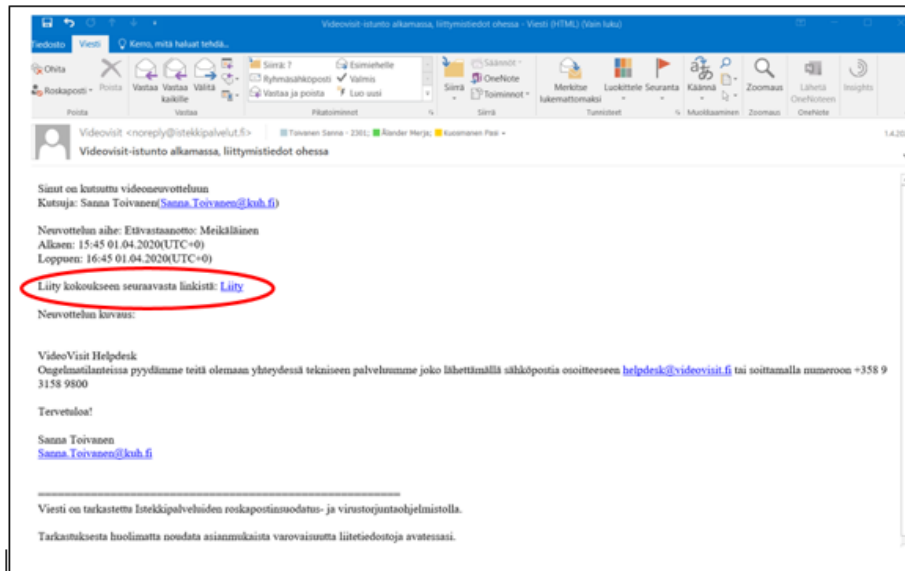 Videovisit-istunto alkamassa, liittymistiedot ohessa - Viesti (HTML) (Vain luku)
Tiedosto Viesti Kerro, mitä haluat tehdä...
Ohita
Roskaposti
Poista
Vastaa
Vastaa kaikille
Välitä
Siirrä: ?
Ryhmäsähköposti
Vastaa ja poista
Esimiehelle
Valmis
Luo uusi
Siirrä
Säännöt
OneNote
Toiminnot
Merkitse lukemattomaksi
Luokittele
Seuranta
Käännä
Zoomaus
Lähetä OneNoteen
Insights
Poista Vastaa Pikatoiminnot Siirrä Tunnisteet Muokkaaminen Zoomaus OneNote
Videovisit <noreply@istekkipalvelut.fi> Toivanen Sanna - 2301; Ålander Merja; Kuosmanen Pasi
Videovisit-istunto alkamassa, liittymistiedot ohessa
Sinut on kutsuttu videoneuvotteluun
Kutsuja: Sanna Toivanen(Sanna.Toivanen@kuh.fi)
Neuvottelun aihe: Etävastaanotto: Meikäläinen
Alkaen: 15:45 01.04.2020(UTC+0)
Loppuen: 16:45 01.04.2020(UTC+0)
Liity kokoukseen seuraavasta linkistä: Liity
Neuvottelun kuvaus:
VideoVisit Helpdesk
Ongelmatilanteissa pyydämme teitä olemaan yhteydessä tekniseen palveluumme joko lähettämällä sähköpostia osoitteeseen helpdesk@videovisit.fi tai soittamalla numeroon +358 9
3158 9800
Tervetuloa!
Sanna Toivanen
Sanna.Toivanen@kuh.fi
Viesti on tarkastettu Istekkipalveluiden roskapostinsuodatus- ja virustorjuntaohjelmistolla.
Tarkastuksesta huolimatta noudata asianmukaista varovaisuutta liitetiedostoja avatessasi.